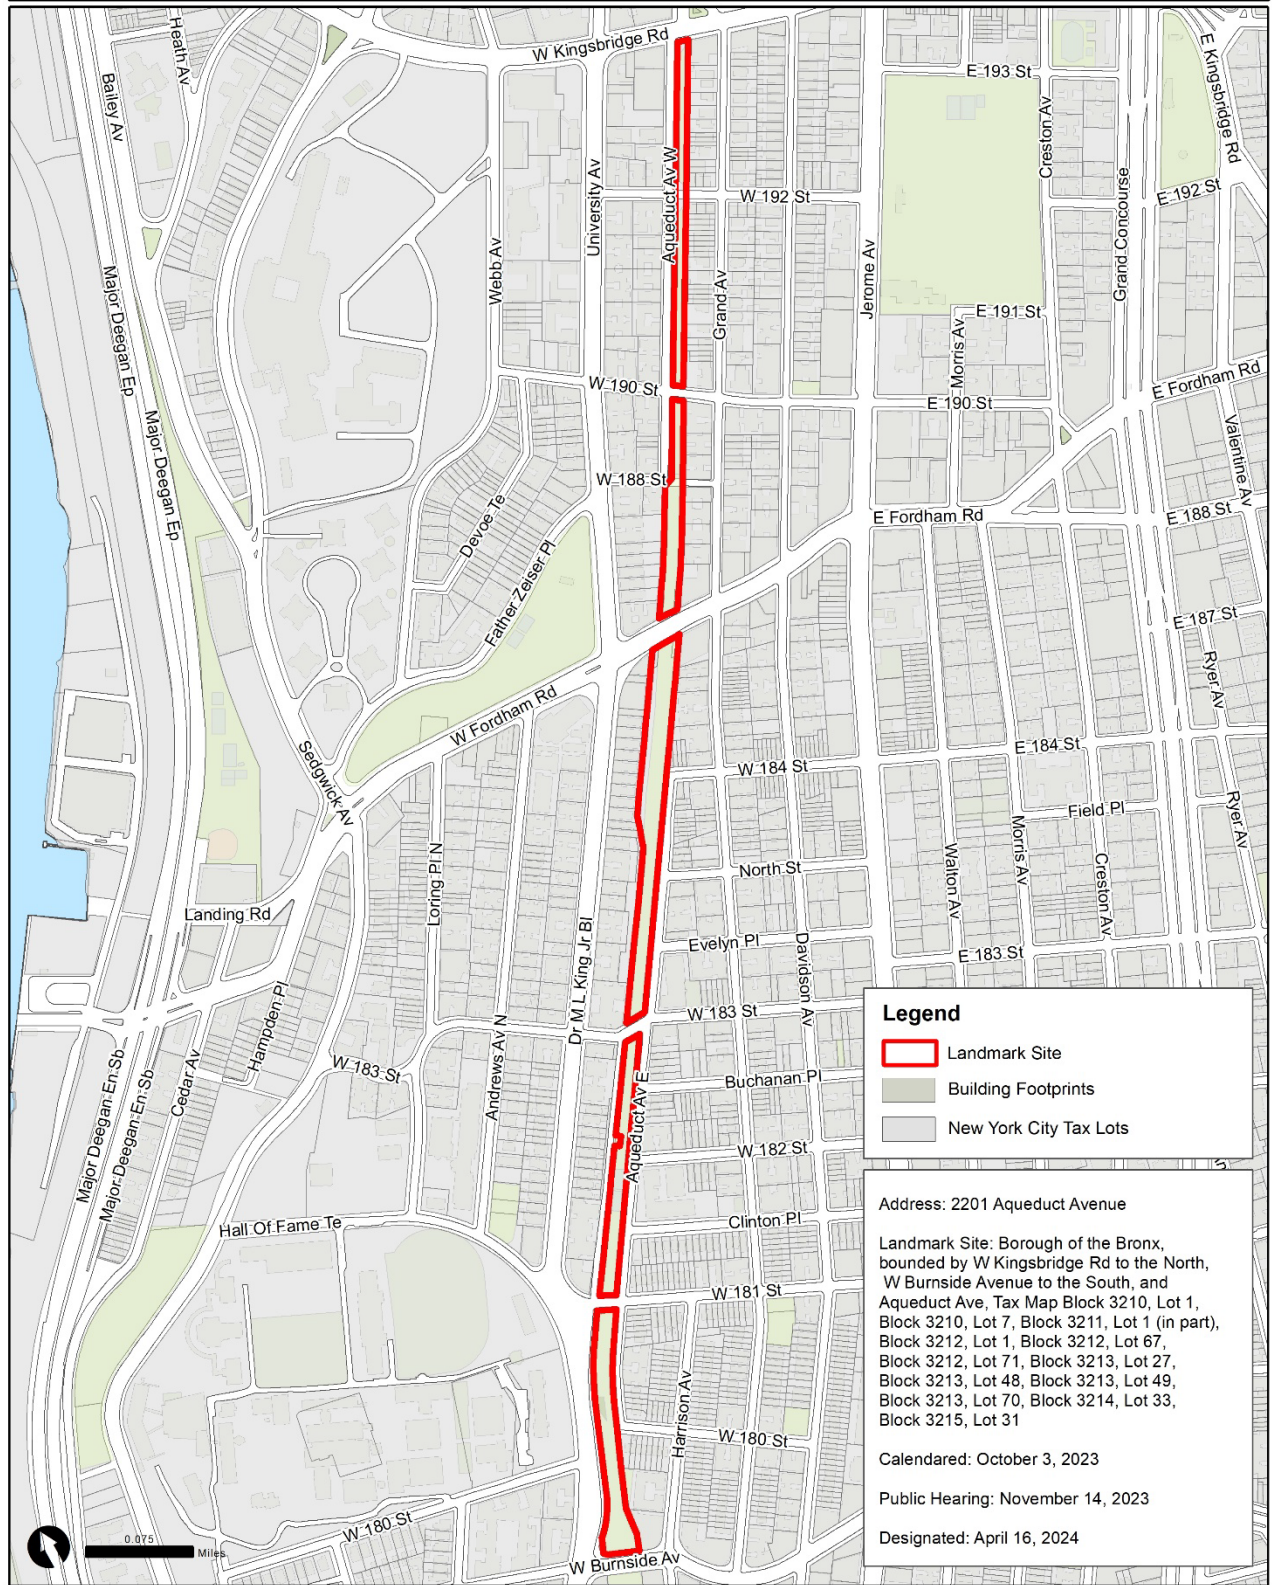 W Kingsbridge Rd
Heath Av
Bailey Av
E Kingsbridge Rd
E 193 St
Creston Av
Grand Concourse
Aqueduct Av W
University Av
W 192 St
E 192 St
Webb Av
Grand Av
Jerome Av
Major Deegan Ep
E 191 St
Morris Av
W 190 St
E 190 St
E Fordham Rd
Major Deegan Ep
Valentine Av
W 188 St
Devoe Te
E Fordham Rd
E 188 St
Father Zeiser Pl
E 187 St
Ryer Av
W Fordham Rd
Sedgwick Av
E 184 St
W 184 St
Field Pl
Ryer Av
Morris Av
Walton Av
Creston Av
Loring Pl N
North St
Landing Rd
Dr M L King Jr Bl
Evelyn Pl
Davidson Av
E 183 St
Hampden Pl
W 183 St
W 183 St
Andrews Av N
Major Deegan En Sb
Major Deegan En Sb
Cedar Av
Buchanan Pl
Aqueduct Av E
W 182 St
Hall Of Fame Te
Clinton Pl
W 181 St
Harrison Av
W 180 St
W 180 St
W Burnside Av
0.075
Miles
Legend
Landmark Site
Building Footprints
New York City Tax Lots
Address: 2201 Aqueduct Avenue
Landmark Site: Borough of the Bronx,
bounded by W Kingsbridge Rd to the North,
W Burnside Avenue to the South, and
Aqueduct Ave, Tax Map Block 3210, Lot 1,
Block 3210, Lot 7, Block 3211, Lot 1 (in part),
Block 3212, Lot 1, Block 3212, Lot 67,
Block 3212, Lot 71, Block 3213, Lot 27,
Block 3213, Lot 48, Block 3213, Lot 49,
Block 3213, Lot 70, Block 3214, Lot 33,
Block 3215, Lot 31
Calendared: October 3, 2023
Public Hearing: November 14, 2023
Designated: April 16, 2024